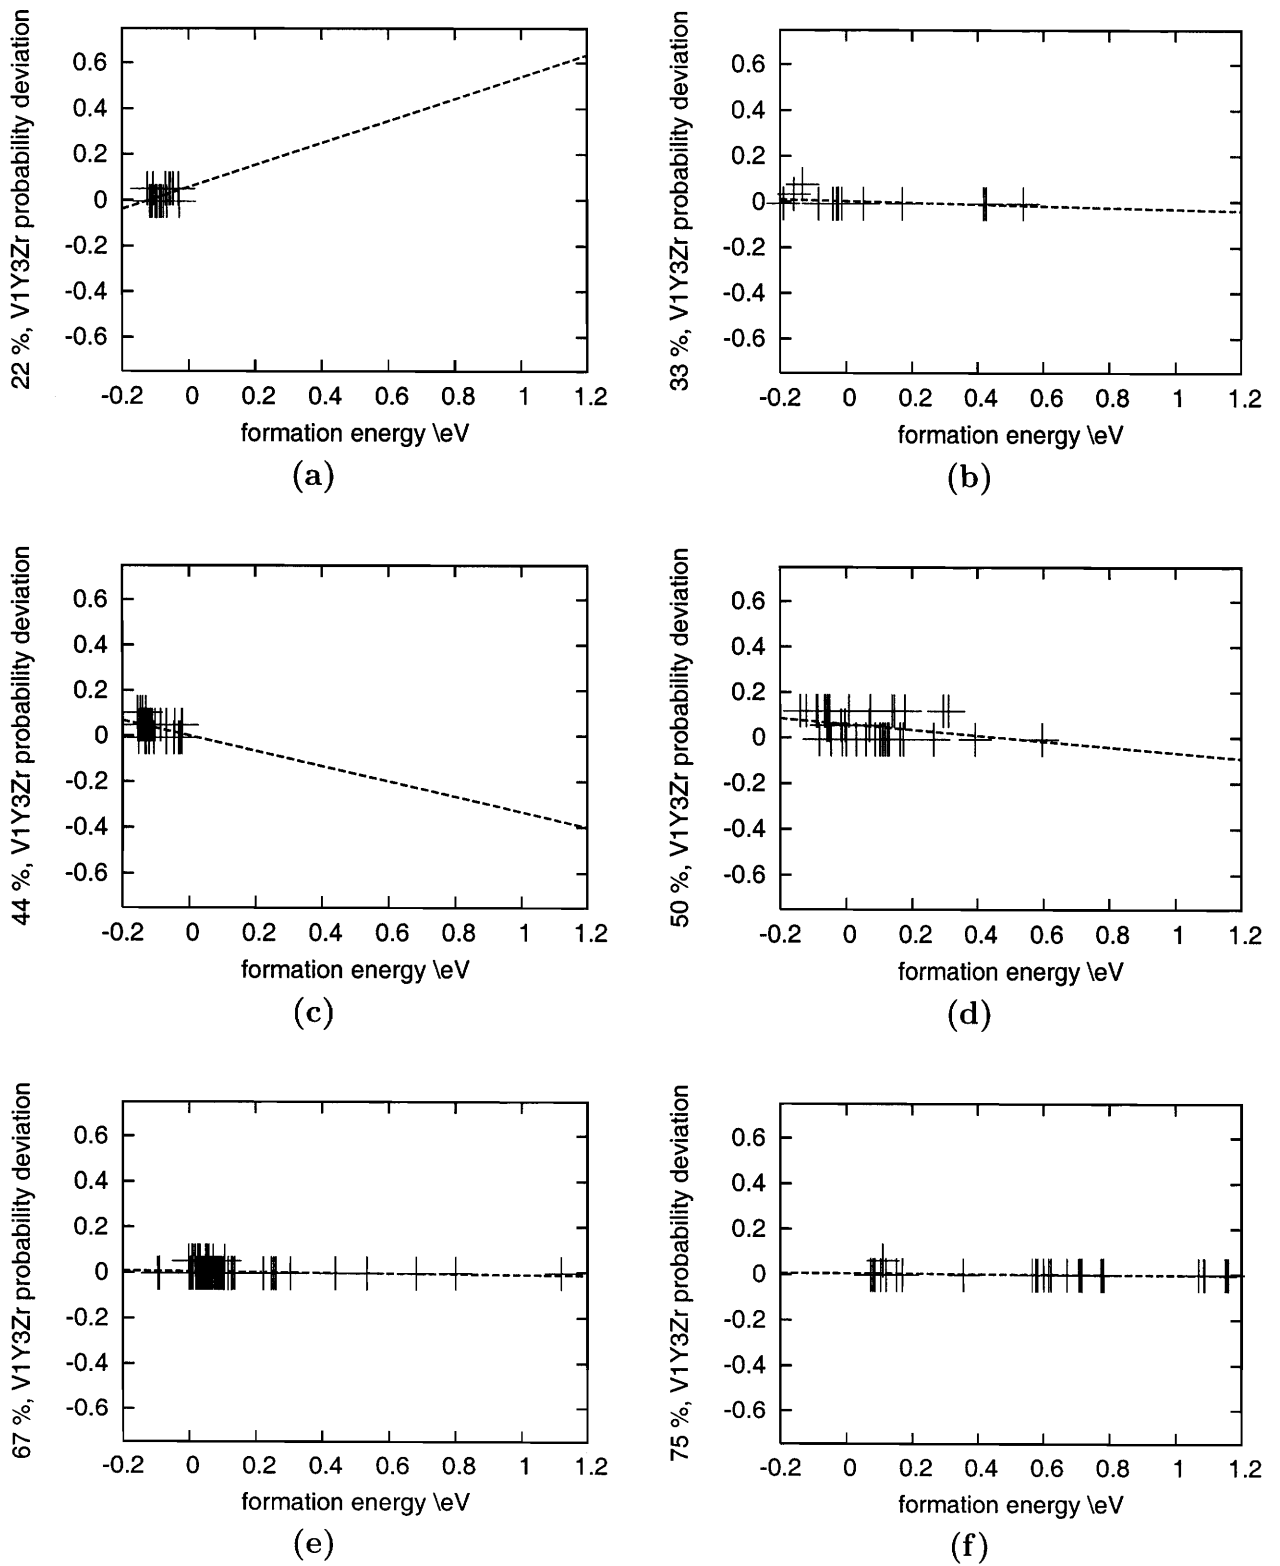 22 %, V1Y3Zr probability deviation
0.6
0.4
0.2
0
-0.2
-0.4
-0.6
-0.2 0 0.2 0.4 0.6 0.8 1 1.2
formation energy \eV
(a)
33 %, V1Y3Zr probability deviation
0.6
0.4
0.2
0
-0.2
-0.4
-0.6
-0.2 0 0.2 0.4 0.6 0.8 1 1.2
formation energy \eV
(b)
44 %, V1Y3Zr probability deviation
0.6
0.4
0.2
0
-0.2
-0.4
-0.6
-0.2 0 0.2 0.4 0.6 0.8 1 1.2
formation energy \eV
(c)
50 %, V1Y3Zr probability deviation
0.6
0.4
0.2
0
-0.2
-0.4
-0.6
-0.2 0 0.2 0.4 0.6 0.8 1 1.2
formation energy \eV
(d)
67 %, V1Y3Zr probability deviation
0.6
0.4
0.2
0
-0.2
-0.4
-0.6
-0.2 0 0.2 0.4 0.6 0.8 1 1.2
formation energy \eV
(e)
75 %, V1Y3Zr probability deviation
0.6
0.4
0.2
0
-0.2
-0.4
-0.6
-0.2 0 0.2 0.4 0.6 0.8 1 1.2
formation energy \eV
(f)